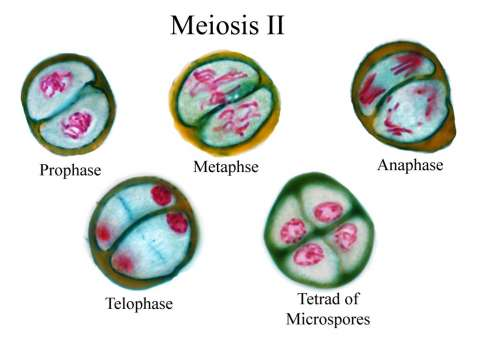 Meiosis II
Prophase
Metaphse
Anaphase
Telophase
Tetrad of
Microspores